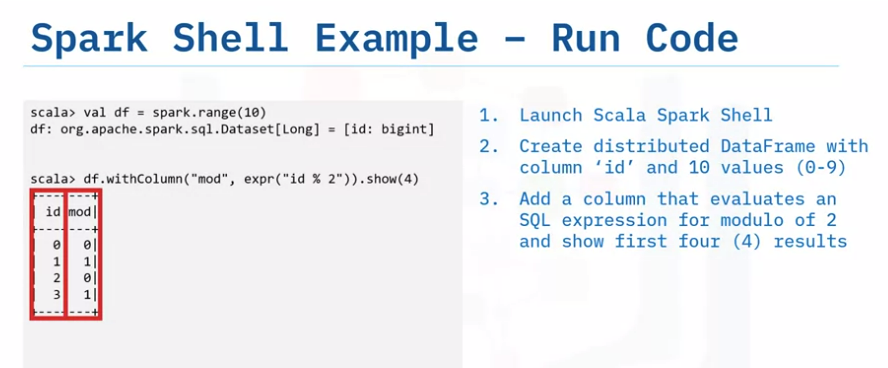 Spark Shell Example – Run Code
scala> val df = spark.range(10)
df: org.apache.spark.sql.Dataset[Long] = [id: bigint]
scala> df.withColumn("mod", expr("id % 2")).show(4)
+---+---+
| id|mod|
+---+---+
|  0|  0|
|  1|  1|
|  2|  0|
|  3|  1|
+---+---+
1. Launch Scala Spark Shell
2. Create distributed DataFrame with
column ‘id’ and 10 values (0-9)
3. Add a column that evaluates an
SQL expression for modulo of 2
and show first four (4) results